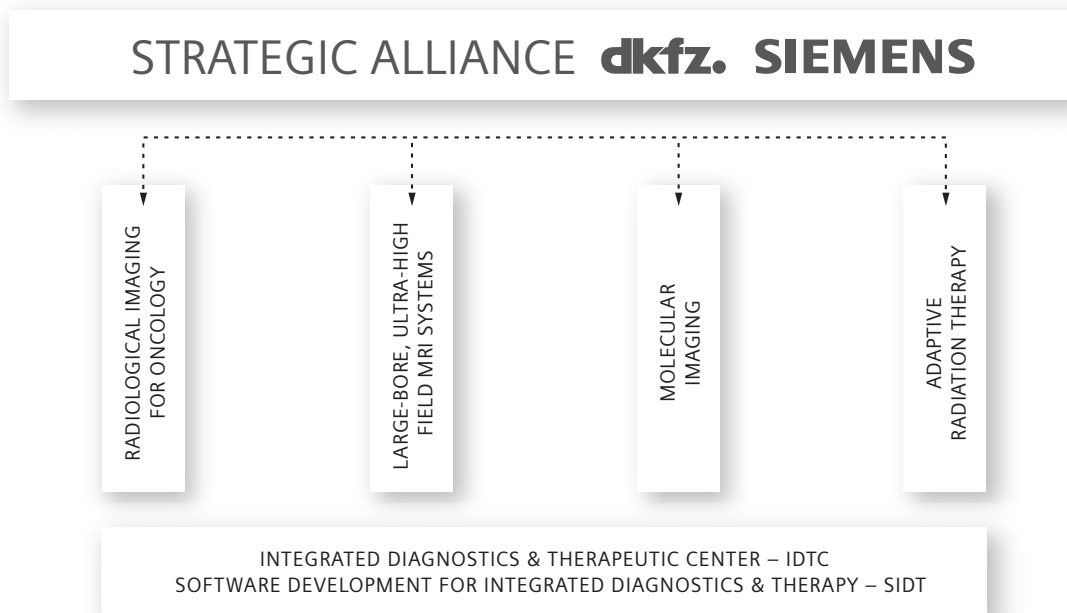 STRATEGIC ALLIANCE dkfz. SIEMENS
RADIOLOGICAL IMAGING
FOR ONCOLOGY
LARGE-BORE, ULTRA-HIGH
FIELD MRI SYSTEMS
MOLECULAR
IMAGING
ADAPTIVE
RADIATION THERAPY
INTEGRATED DIAGNOSTICS & THERAPEUTIC CENTER – IDTC
SOFTWARE DEVELOPMENT FOR INTEGRATED DIAGNOSTICS & THERAPY – SIDT